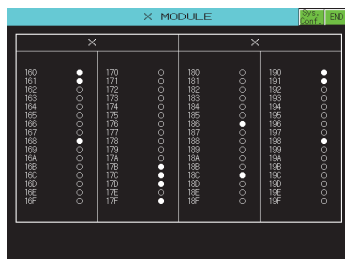 X MODULE Sys. Conf. END
X X
160 ● 170 ○ 180 ○ 190 ●
161 ● 171 ○ 181 ○ 191 ●
162 ○ 172 ○ 182 ○ 192 ○
163 ○ 173 ○ 183 ○ 193 ○
164 ○ 174 ○ 184 ○ 194 ○
165 ○ 175 ○ 185 ○ 195 ○
166 ○ 176 ○ 186 ● 196 ○
167 ○ 177 ○ 187 ○ 197 ○
168 ● 178 ○ 188 ○ 198 ●
169 ○ 179 ○ 189 ○ 199 ○
16A ○ 17A ○ 18A ○ 19A ○
16B ○ 17B ● 18B ○ 19B ○
16C ○ 17C ● 18C ● 19C ○
16D ○ 17D ● 18D ○ 19D ○
16E ○ 17E ○ 18E ○ 19E ○
16F ○ 17F ● 18F ○ 19F ○